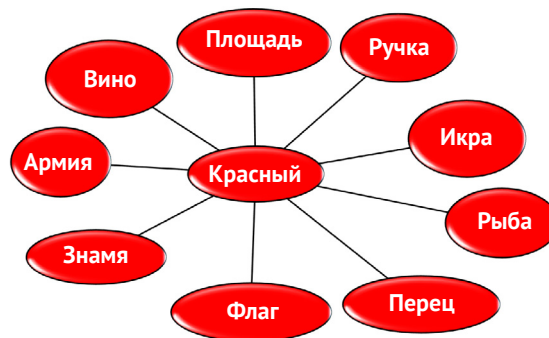 Площадь
Ручка
Вино
Икра
Армия
Красный
Рыба
Знамя
Флаг
Перец